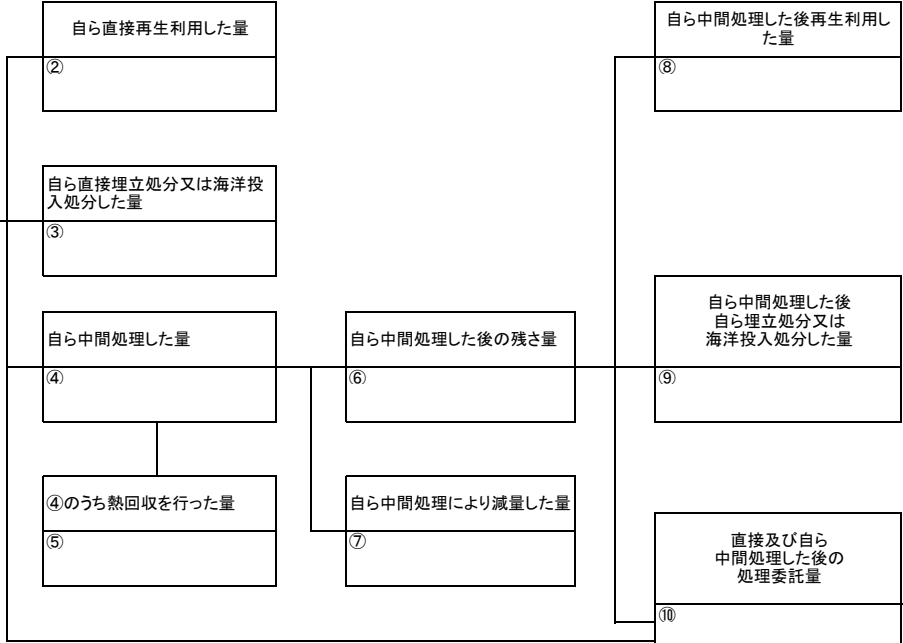 自ら直接再生利用した量
②
自ら直接埋立処分又は海洋投
入処分した量
③
自ら中間処理した量
④
④のうち熱回収を行った量
⑤
自ら中間処理した後の残さ量
⑥
自ら中間処理により減量した量
⑦
自ら中間処理した後再生利用し
た量
⑧
自ら中間処理した後
自ら埋立処分又は
海洋投入処分した量
⑨
直接及び自ら
中間処理した後の
処理委託量
⑩